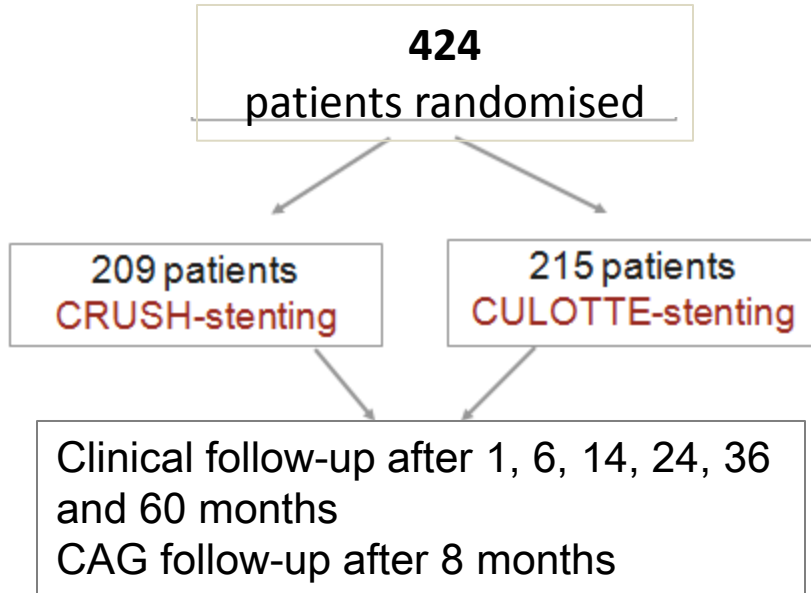 424
patients randomised
209 patients
CRUSH-stenting
215 patients
CULOTTE-stenting
Clinical follow-up after 1, 6, 14, 24, 36
and 60 months
CAG follow-up after 8 months